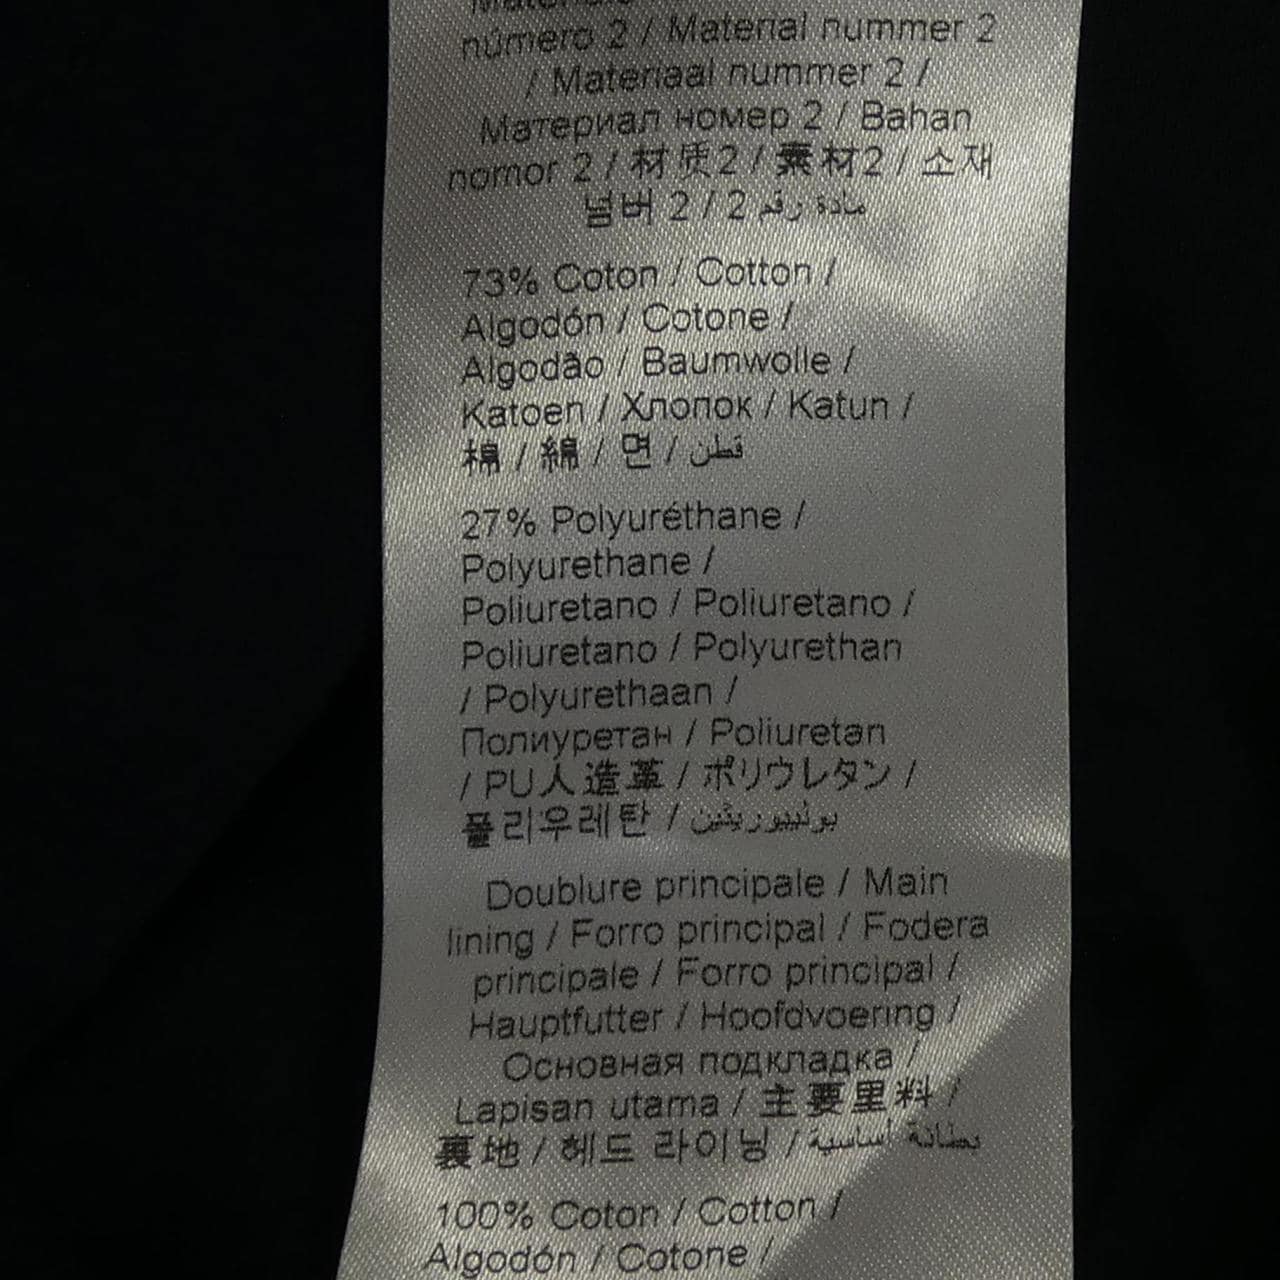 número 2 / Material nummer 2
/ Materiaal nummer 2 /
Материал номер 2 / Bahan
nomor 2 / 材质2 / 素材2 / 소재
넘버 2 / 2 مادة رقم
73% Coton / Cotton /
Algodón / Cotone /
Algodão / Baumwolle /
Katoen / Хлопок / Katun /
棉 / 綿 / 면 / قطن
27% Polyuréthane /
Polyurethane /
Poliuretano / Poliuretano /
Poliuretano / Polyurethan
/ Polyurethaan /
Полиуретан / Poliuretan
/ PU人造革 / ポリウレタン /
폴리우레탄 /
Doublure principale / Main
lining / Forro principal / Fodera
principale / Forro principal /
Hauptfutter / Hoofdvoering /
Основная подкладка /
Lapisan utama / 主要里料 /
裏地 / 헤드 라이닝 / بطانة أساسية
100% Coton / Cotton /
Algodón / Cotone /